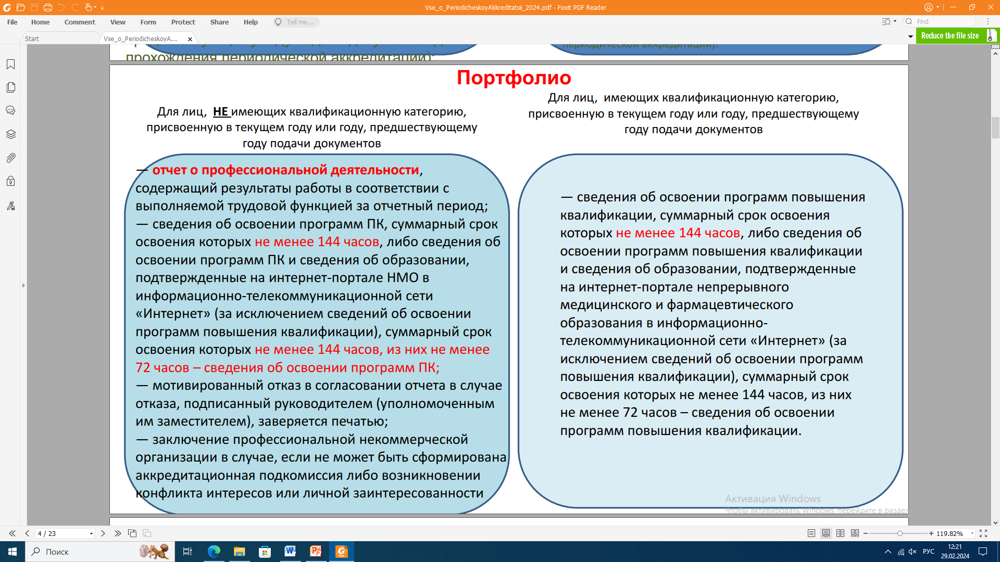 Vse_o_PeriodicheskoyAkkreditatsii_2024.pdf - Foxit PDF Reader
File Home Comment View Form Protect Share Help Tell me... Find
Start Vse_o_PeriodicheskoyA... Reduce the file size
периодической аккредитации).
прохождения периодической аккредитации):
Портфолио
Для лиц, НЕ имеющих квалификационную категорию,
присвоенную в текущем году или году, предшествующему
году подачи документов
— отчет о профессиональной деятельности,
содержащий результаты работы в соответствии с
выполняемой трудовой функцией за отчетный период;
— сведения об освоении программ ПК, суммарный срок
освоения которых не менее 144 часов, либо сведения об
освоении программ ПК и сведения об образовании,
подтвержденные на интернет-портале НМО в
информационно-телекоммуникационной сети
«Интернет» (за исключением сведений об освоении
программ повышения квалификации), суммарный срок
освоения которых не менее 144 часов, из них не менее
72 часов – сведения об освоении программ ПК;
— мотивированный отказ в согласовании отчета в случае
отказа, подписанный руководителем (уполномоченным
им заместителем), заверяется печатью;
— заключение профессиональной некоммерческой
организации в случае, если не может быть сформирована
аккредитационная подкомиссия либо возникновении
конфликта интересов или личной заинтересованности
Для лиц, имеющих квалификационную категорию,
присвоенную в текущем году или году, предшествующему
году подачи документов
— сведения об освоении программ повышения
квалификации, суммарный срок освоения
которых не менее 144 часов, либо сведения об
освоении программ повышения квалификации
и сведения об образовании, подтвержденные
на интернет-портале непрерывного
медицинского и фармацевтического
образования в информационно-
телекоммуникационной сети «Интернет» (за
исключением сведений об освоении программ
повышения квалификации), суммарный срок
освоения которых не менее 144 часов, из них
не менее 72 часов – сведения об освоении
программ повышения квалификации.
Активация Windows
Чтобы активировать Windows, перейдите в раздел
4 / 23 119.82%
Поиск РУС 12:21
29.02.2024